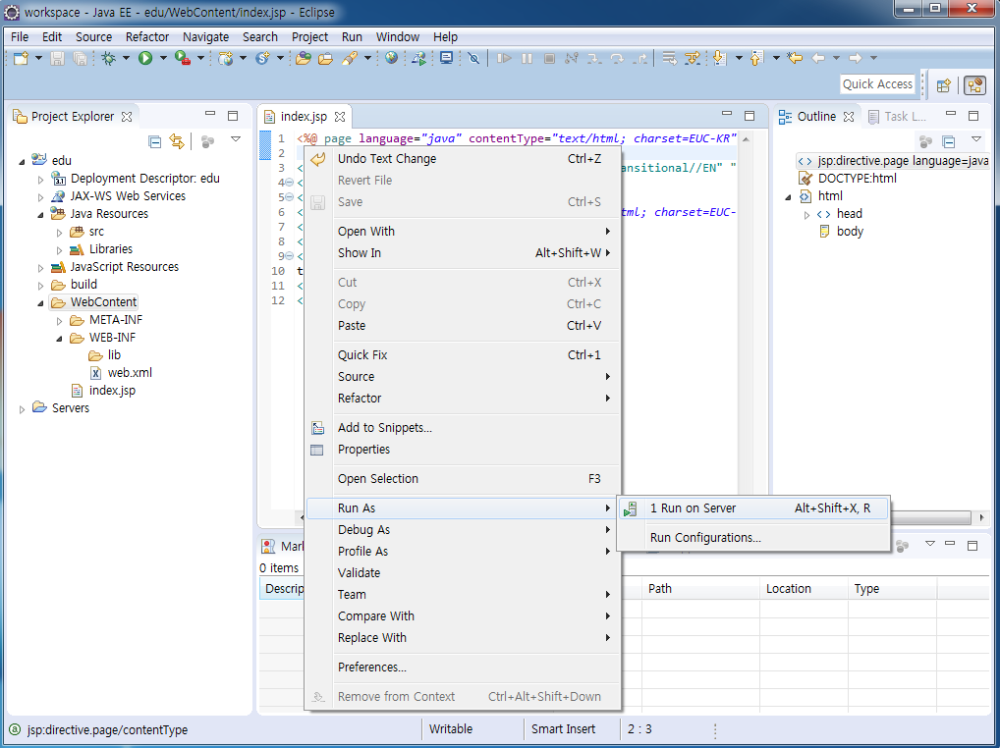 workspace - Java EE - edu/WebContent/index.jsp - Eclipse
File Edit Source Refactor Navigate Search Project Run Window Help
Quick Access
Project Explorer
edu
Deployment Descriptor: edu
JAX-WS Web Services
Java Resources
src
Libraries
JavaScript Resources
build
WebContent
META-INF
WEB-INF
lib
web.xml
index.jsp
Servers
index.jsp
1 <%@ page language="java" contentType="text/html; charset=EUC-KR"
2
3 < ansitional//EN" "
4 <
5 <
6 < tml; charset=EUC-
7 <
8 <
9 <
10 t
11 <
12 <
Undo Text Change Ctrl+Z
Revert File
Save Ctrl+S
Open With
Show In Alt+Shift+W
Cut Ctrl+X
Copy Ctrl+C
Paste Ctrl+V
Quick Fix Ctrl+1
Source
Refactor
Add to Snippets...
Properties
Open Selection F3
Run As
Debug As
Profile As
Validate
Team
Compare With
Replace With
Preferences...
Remove from Context Ctrl+Alt+Shift+Down
1 Run on Server Alt+Shift+X, R
Run Configurations...
Outline
Task L...
jsp:directive.page language=java
DOCTYPE:html
html
head
body
Mar
0 items
Descrip Path Location Type
jsp:directive.page/contentType Writable Smart Insert 2 : 3